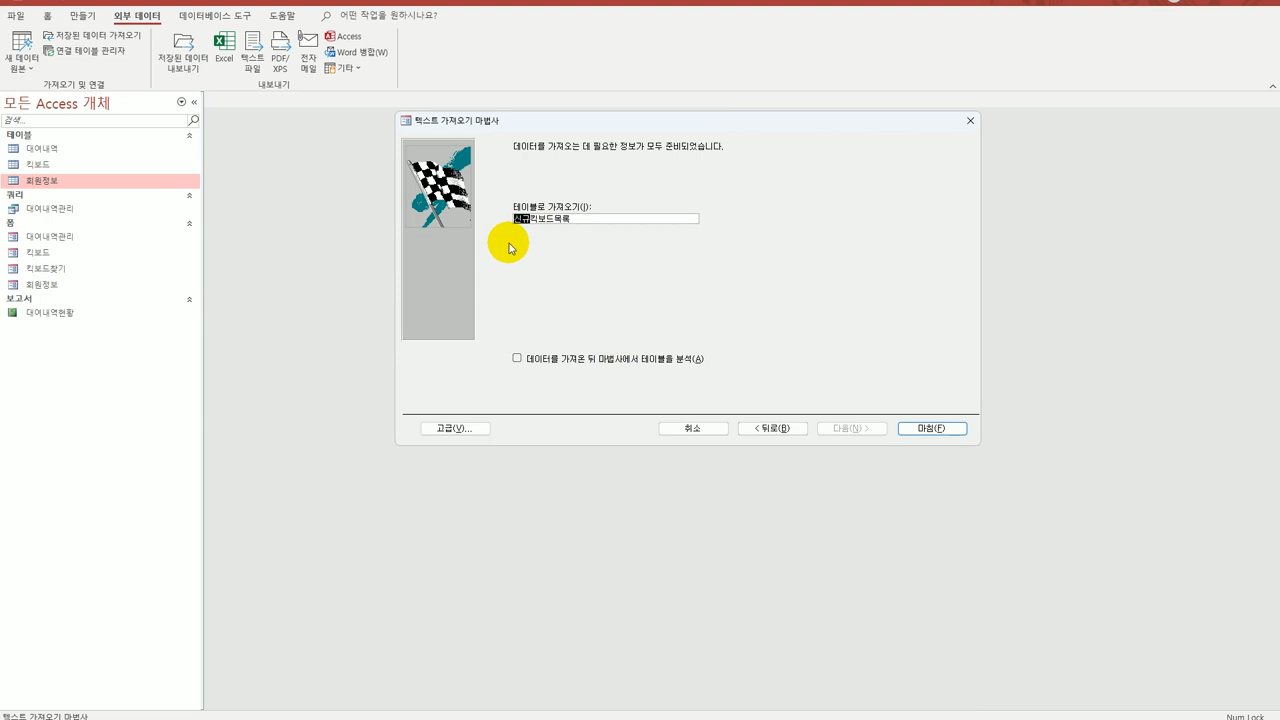 파일 홈 만들기 외부 데이터 데이터베이스 도구 도움말 어떤 작업을 원하시나요?
새 데이터 원본
저장된 데이터 가져오기
연결 테이블 관리자
가져오기 및 연결
저장된 데이터 내보내기
Excel
텍스트 파일
PDF/XPS
전자 메일
Access
Word 병합(W)
기타
내보내기
모든 Access 개체
검색...
테이블
대여내역
킥보드
회원정보
쿼리
대여내역관리
폼
대여내역관리
킥보드
킥보드찾기
회원정보
보고서
대여내역현황
텍스트 가져오기 마법사
데이터를 가져오는 데 필요한 정보가 모두 준비되었습니다.
테이블로 가져오기(I):
신규킥보드목록
데이터를 가져온 뒤 마법사에서 테이블을 분석(A)
고급(V)... 취소 < 뒤로(B) 다음(N) > 마침(F)
텍스트 가져오기 마법사 Num Lock